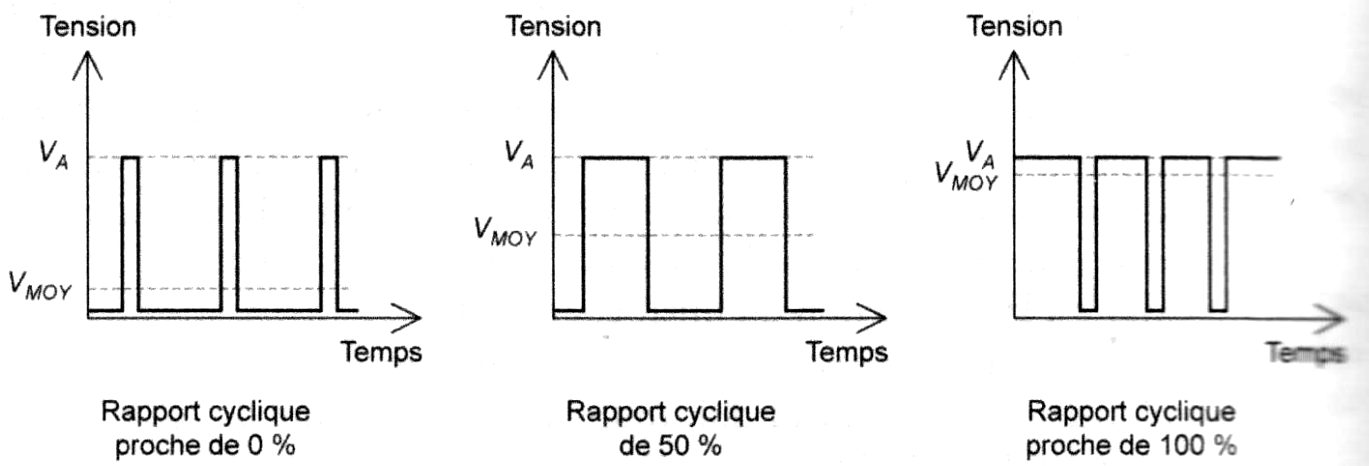 Tension
V_A
V_MOY
Temps
Rapport cyclique
proche de 0 %
Tension
V_A
V_MOY
Temps
Rapport cyclique
de 50 %
Tension
V_A
V_MOY
Temps
Rapport cyclique
proche de 100 %